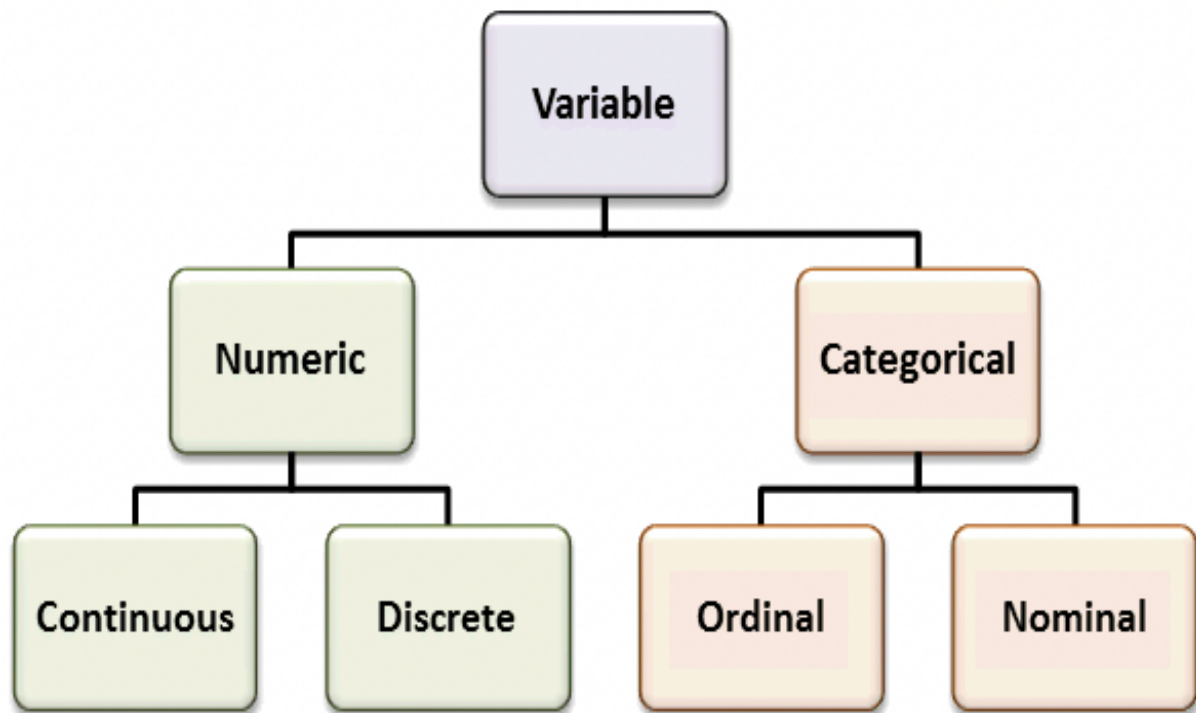 Variable
Numeric
Categorical
Continuous
Discrete
Ordinal
Nominal